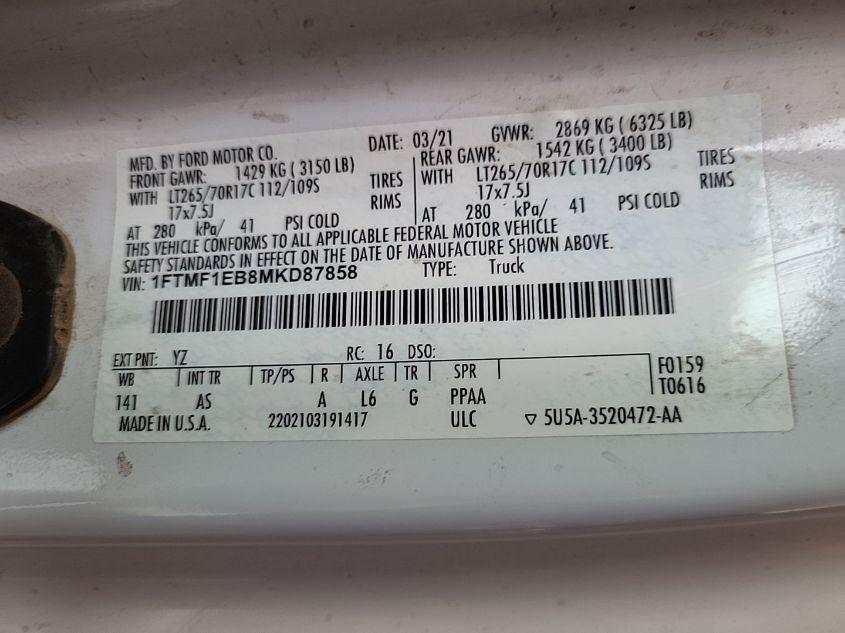 MFD. BY FORD MOTOR CO. DATE: 03/21 GVWR: 2869 KG ( 6325 LB)
FRONT GAWR: 1429 KG ( 3150 LB) REAR GAWR: 1542 KG ( 3400 LB)
WITH LT265/70R17C 112/109S TIRES WITH LT265/70R17C 112/109S TIRES
17x7.5J RIMS 17x7.5J RIMS
AT 280 kPa/ 41 PSI COLD AT 280 kPa/ 41 PSI COLD
THIS VEHICLE CONFORMS TO ALL APPLICABLE FEDERAL MOTOR VEHICLE
SAFETY STANDARDS IN EFFECT ON THE DATE OF MANUFACTURE SHOWN ABOVE.
VIN: 1FTMF1EB8MKD87858 TYPE: Truck
EXT PNT: YZ RC: 16 DSO:
WB INT TR TP/PS R AXLE TR SPR F0159
141 AS A L6 G PPAA T0616
MADE IN U.S.A. 2202103191417 ULC ▽ 5U5A-3520472-AA